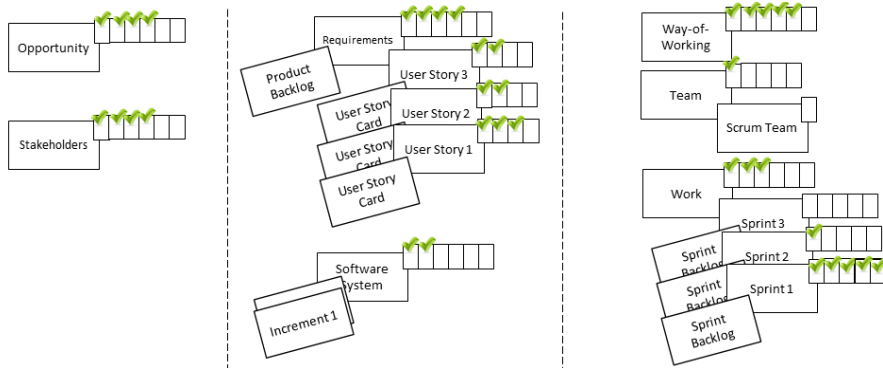 Opportunity
Stakeholders
Requirements
Product
Backlog
User Story 3
User Story
Card
User Story 2
User Story
Card
User Story 1
User Story
Card
Software
System
Increment 1
Way-of-
Working
Team
Scrum Team
Work
Sprint 3
Sprint
Backlog
Sprint 2
Sprint
Backlog
Sprint 1
Sprint
Backlog